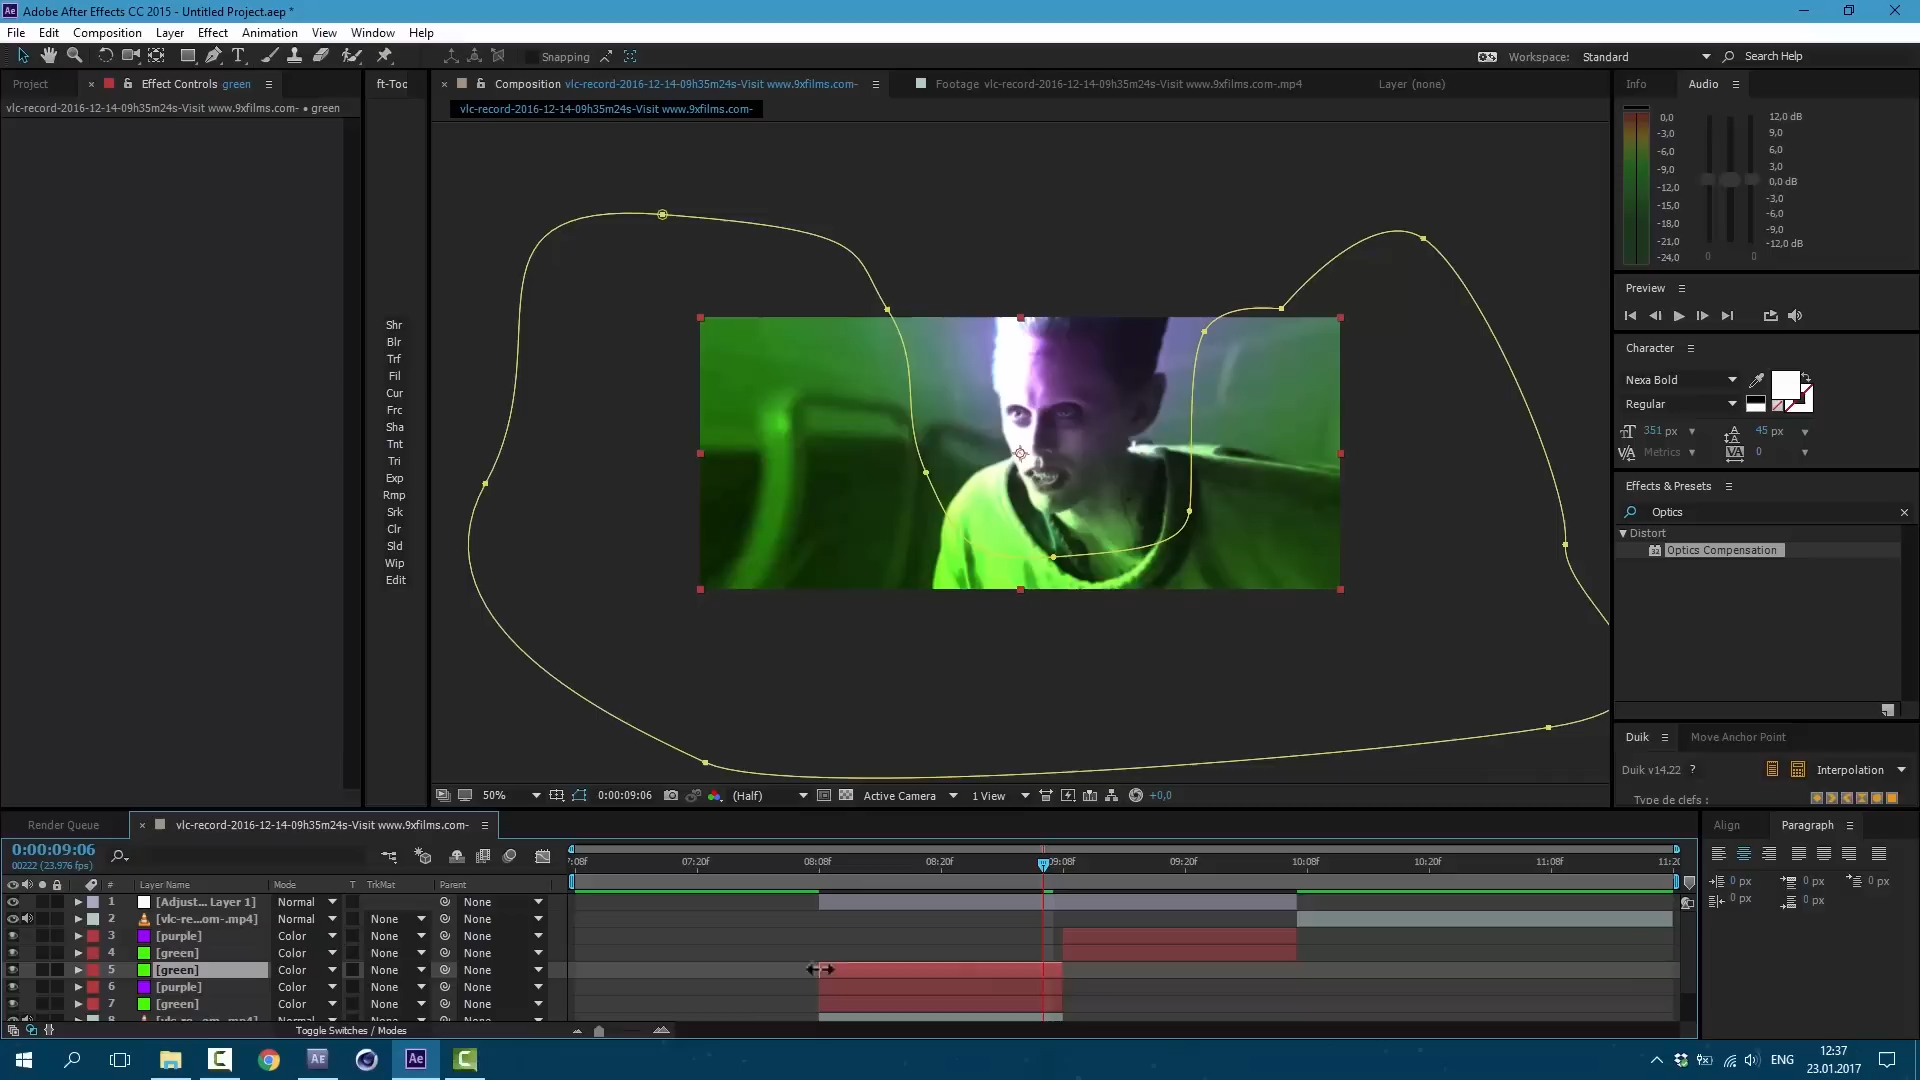 Adobe After Effects CC 2015 - Untitled Project.aep *
File Edit Composition Layer Effect Animation View Window Help
Snapping
Workspace: Standard
Search Help
Project
Effect Controls green
vlc-record-2016-12-14-09h35m24s-Visit www.9xfilms.com- • green
ft-Toc
Composition vlc-record-2016-12-14-09h35m24s-Visit www.9xfilms.com-
Footage vlc-record-2016-12-14-09h35m24s-Visit www.9xfilms.com-.mp4
Layer (none)
vlc-record-2016-12-14-09h35m24s-Visit www.9xfilms.com-
Shr
Blr
Trf
Fil
Cur
Frc
Sha
Tnt
Tri
Exp
Rmp
Srk
Clr
Sld
Wip
Edit
50%
0:00:09:06
(Half)
Active Camera
1 View
+0,0
Info
Audio
0,0
-3,0
-6,0
-9,0
-12,0
-15,0
-18,0
-21,0
-24,0
12,0 dB
9,0
6,0
3,0
0,0 dB
-3,0
-6,0
-9,0
-12,0 dB
0
0
Preview
Character
Nexa Bold
Regular
351 px
45 px
Metrics
0
Effects & Presets
Optics
Distort
Optics Compensation
Duik
Move Anchor Point
Duik v14.22 ?
Interpolation
Type de clefs :
Align
Paragraph
0 px
0 px
0 px
0 px
0 px
Render Queue
vlc-record-2016-12-14-09h35m24s-Visit www.9xfilms.com-
0:00:09:06
00222 (23.976 fps)
# Layer Name Mode T TrkMat Parent
:08f 07:20f 08:08f 08:20f 09:08f 09:20f 10:08f 10:20f 11:08f 11:20
1 [Adjust... Layer 1] Normal None
2 [vlc-re...om-.mp4] Normal None None
3 [purple] Color None None
4 [green] Color None None
5 [green] Color None None
6 [purple] Color None None
7 [green] Color None None
8 [vlc-re...om-.mp4]
Toggle Switches / Modes
ENG
12:37
23.01.2017